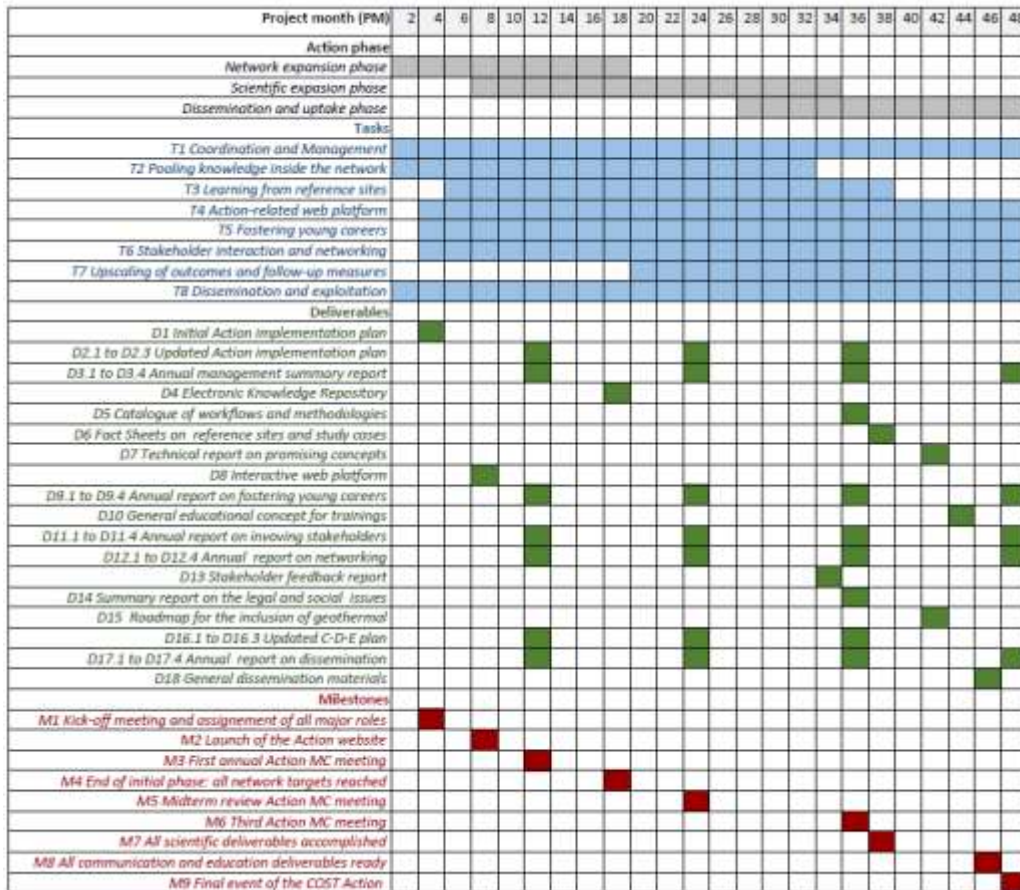 Project month (PM) 2 4 6 8 10 12 14 16 18 20 22 24 26 28 30 32 34 36 38 40 42 44 46 48
Action phase
Network expansion phase
Scientific expasion phase
Dissemination and uptake phase
Tasks
T1 Coordination and Management
T2 Pooling knowledge inside the network
T3 Learning from reference sites
T4 Action-related web platform
T5 Fostering young careers
T6 Stakeholder interaction and networking
T7 Upscaling of outcomes and follow-up measures
T8 Dissemination and exploitation
Deliverables
D1 Initial Action implementation plan
D2.1 to D2.3 Updated Action implementation plan
D3.1 to D3.4 Annual management summary report
D4 Electronic Knowledge Repository
D5 Catalogue of workflows and methodologies
D6 Fact Sheets on reference sites and study cases
D7 Technical report on promising concepts
D8 Interactive web platform
D9.1 to D9.4 Annual report on fostering young careers
D10 General educational concept for trainings
D11.1 to D11.4 Annual report on invoving stakeholders
D12.1 to D12.4 Annual report on networking
D13 Stakeholder feedback report
D14 Summary report on the legal and social issues
D15 Roadmap for the inclusion of geothermal
D16.1 to D16.3 Updated C-D-E plan
D17.1 to D17.4 Annual report on dissemination
D18 General dissemination materials
Milestones
M1 Kick-off meeting and assignement of all major roles
M2 Launch of the Action website
M3 First annual Action MC meeting
M4 End of initial phase: all network targets reached
M5 Midterm review Action MC meeting
M6 Third Action MC meeting
M7 All scientific deliverables accomplished
M8 All communication and education deliverables ready
M9 Final event of the COST Action